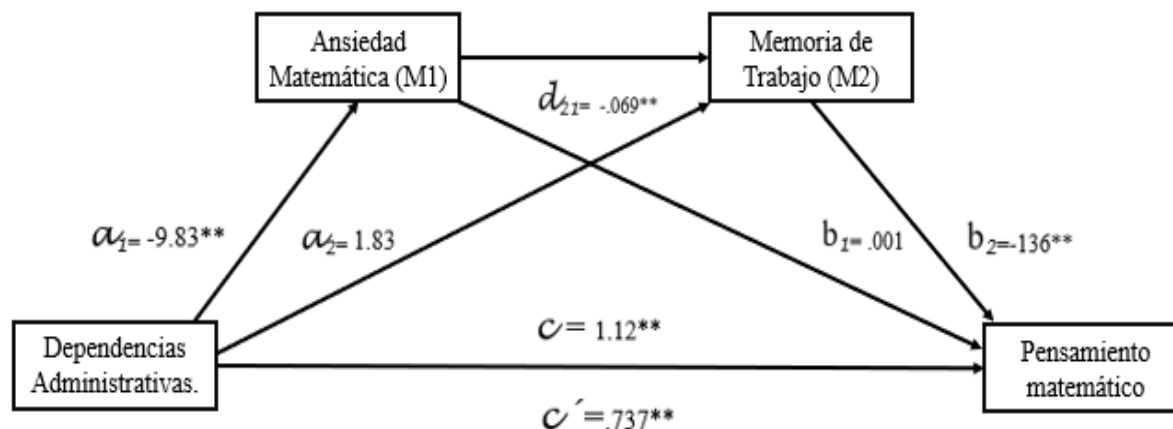 Ansiedad
Matemática (M1)
Memoria de
Trabajo (M2)
d21= -.069**
a1= -9.83**
a2= 1.83
b1= .001
b2=-136**
Dependencias
Administrativas.
c= 1.12**
c´=.737**
Pensamiento
matemático